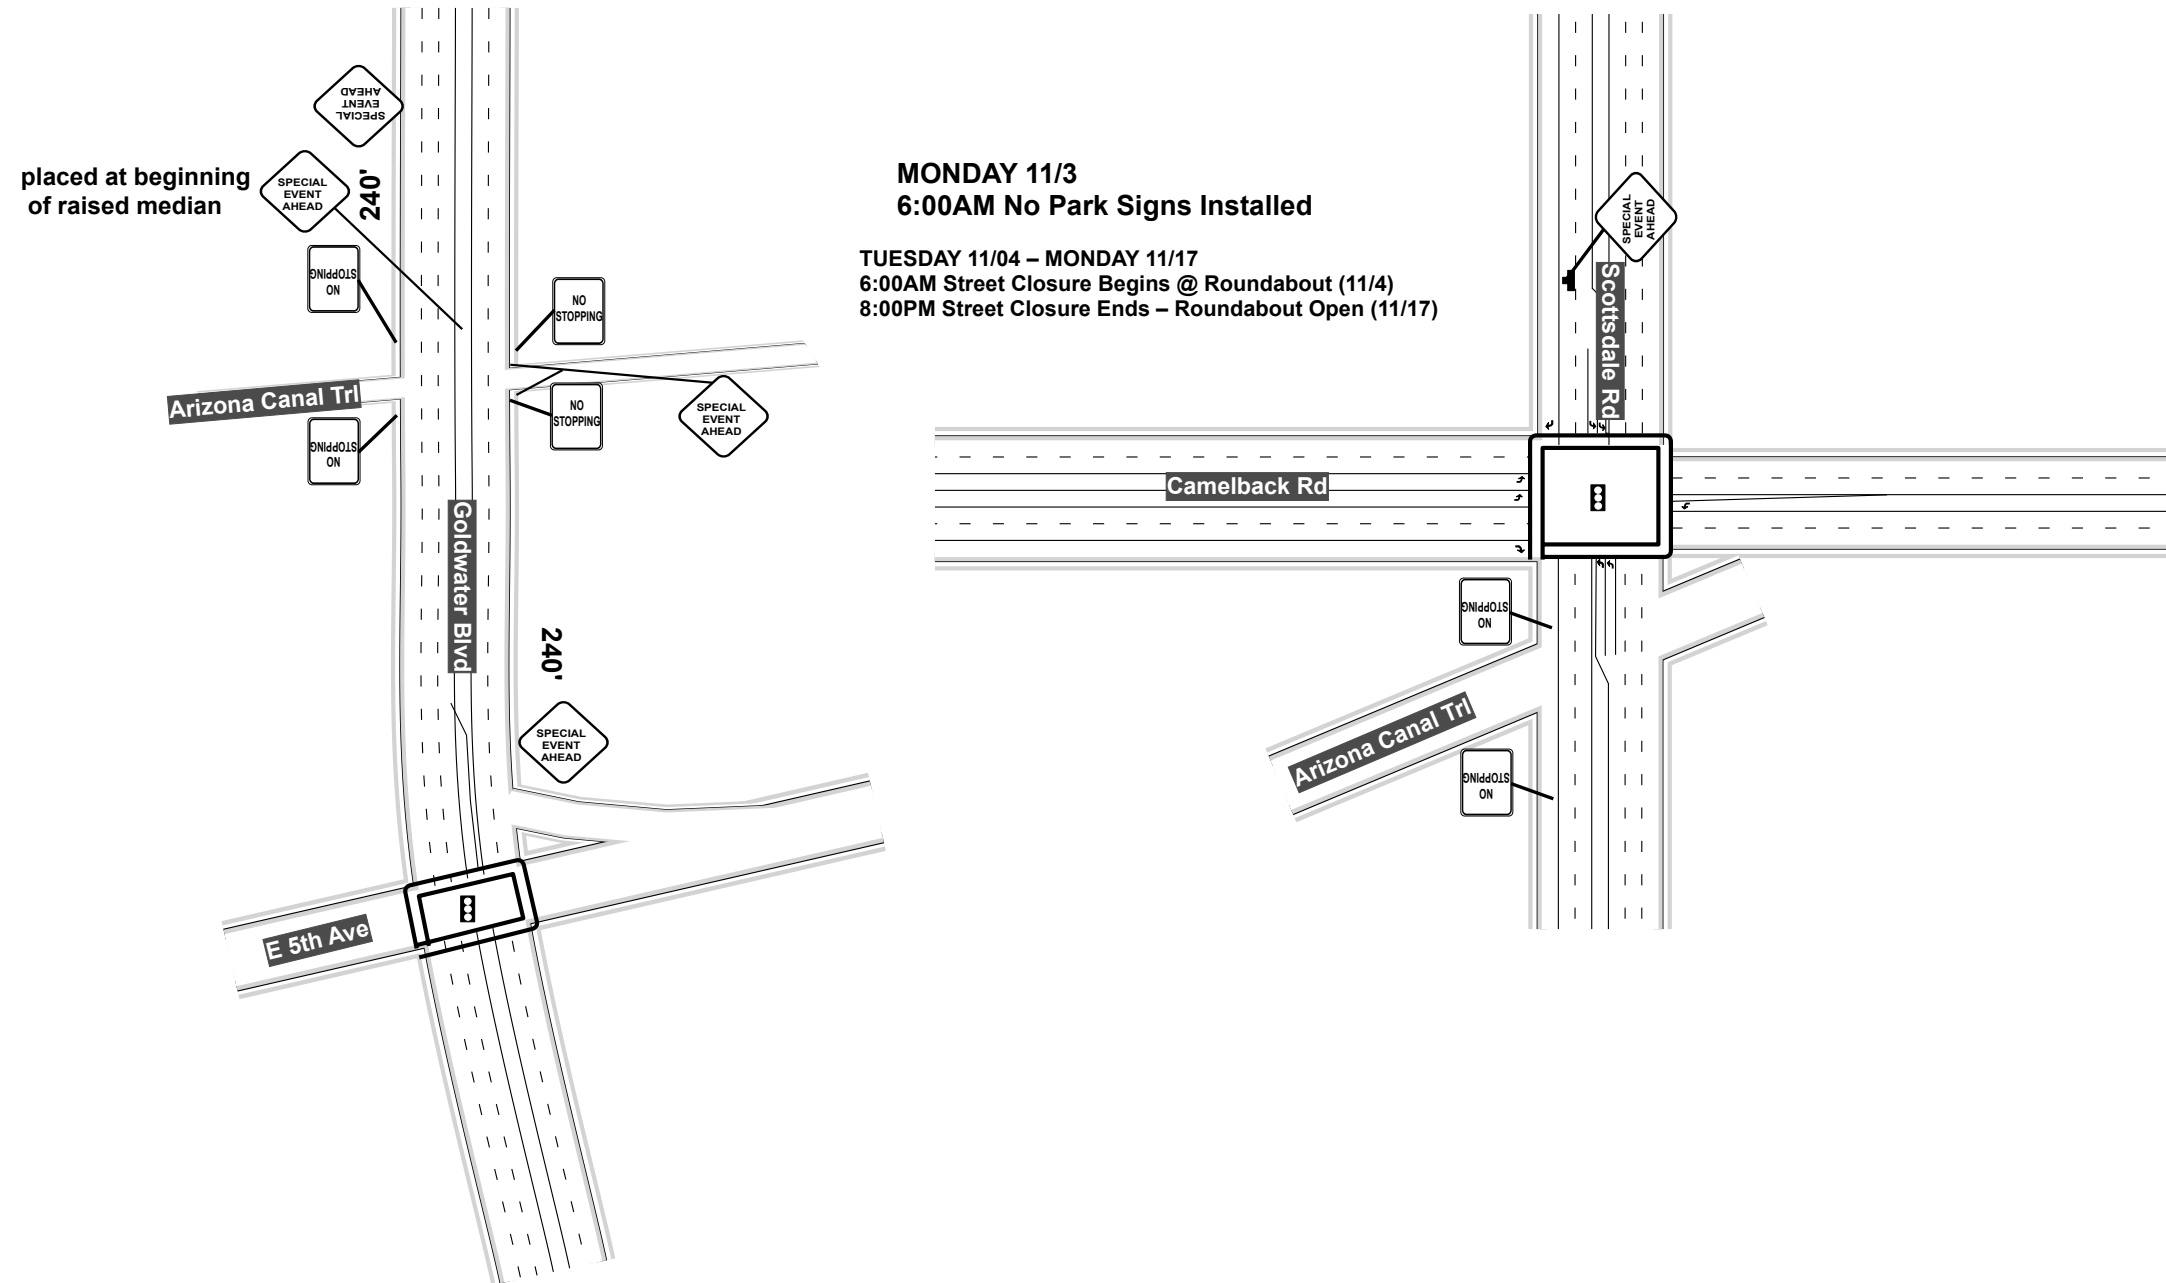 SPECIAL
EVENT
AHEAD
placed at beginning
of raised median
SPECIAL
EVENT
AHEAD
240'
NO
STOPPING
NO
STOPPING
Arizona Canal Trl
NO
STOPPING
NO
STOPPING
SPECIAL
EVENT
AHEAD
Goldwater Blvd
240'
SPECIAL
EVENT
AHEAD
E 5th Ave
MONDAY 11/3
6:00AM No Park Signs Installed
TUESDAY 11/04 – MONDAY 11/17
6:00AM Street Closure Begins @ Roundabout (11/4)
8:00PM Street Closure Ends – Roundabout Open (11/17)
SPECIAL
EVENT
AHEAD
Scottsdale Rd
Camelback Rd
NO
STOPPING
Arizona Canal Trl
NO
STOPPING